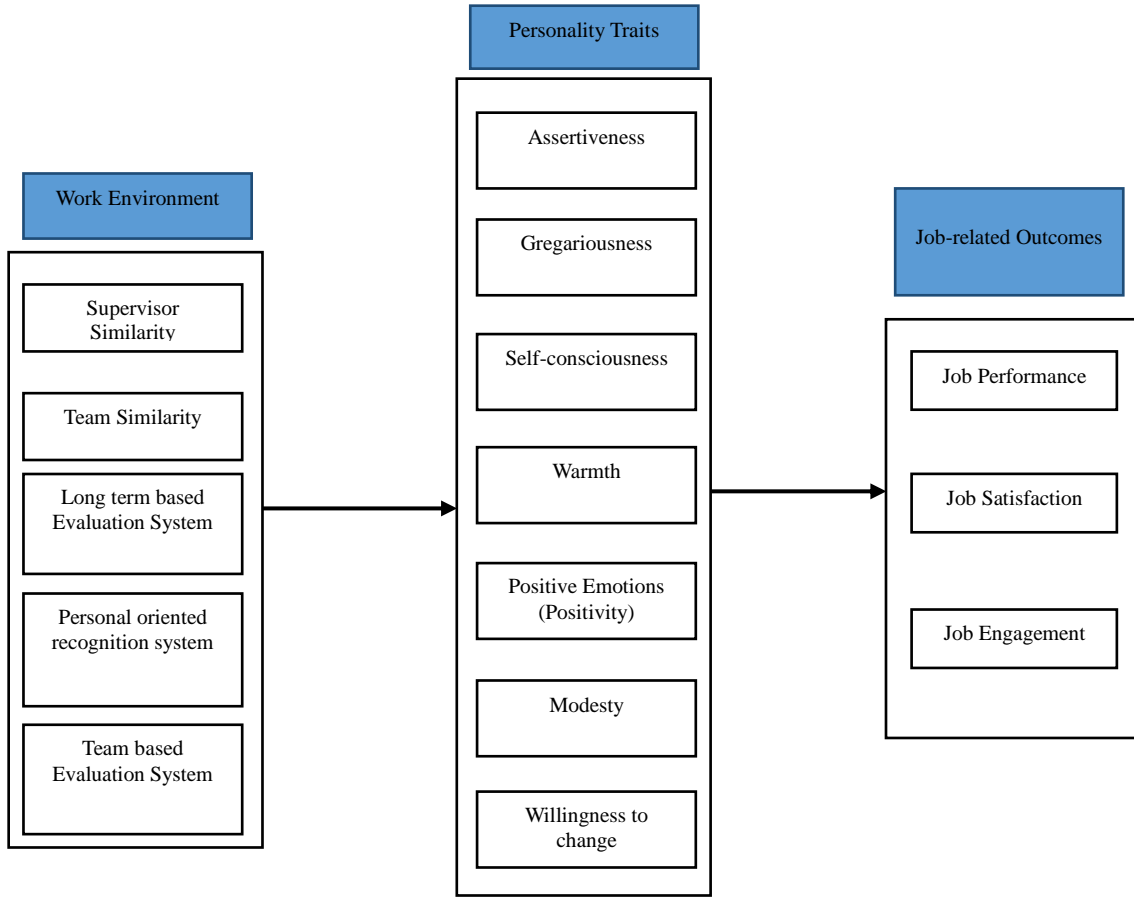 Work Environment
Supervisor
Similarity
Team Similarity
Long term based
Evaluation System
Personal oriented
recognition system
Team based
Evaluation System
Personality Traits
Assertiveness
Gregariousness
Self-consciousness
Warmth
Positive Emotions
(Positivity)
Modesty
Willingness to
change
Job-related Outcomes
Job Performance
Job Satisfaction
Job Engagement